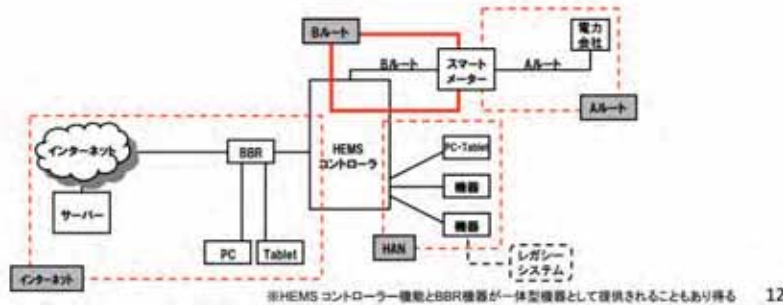 Bルート
電力
会社
Bルート
スマート
メーター
Aルート
Aルート
インターネット
BBR
HEMS
コントローラ
PC・Tablet
機器
サーバー
機器
PC
Tablet
HAN
レガシー
システム
インターネット
※HEMS コントローラー機能とBBR機器が一体型機器として提供されることもあり得る
12